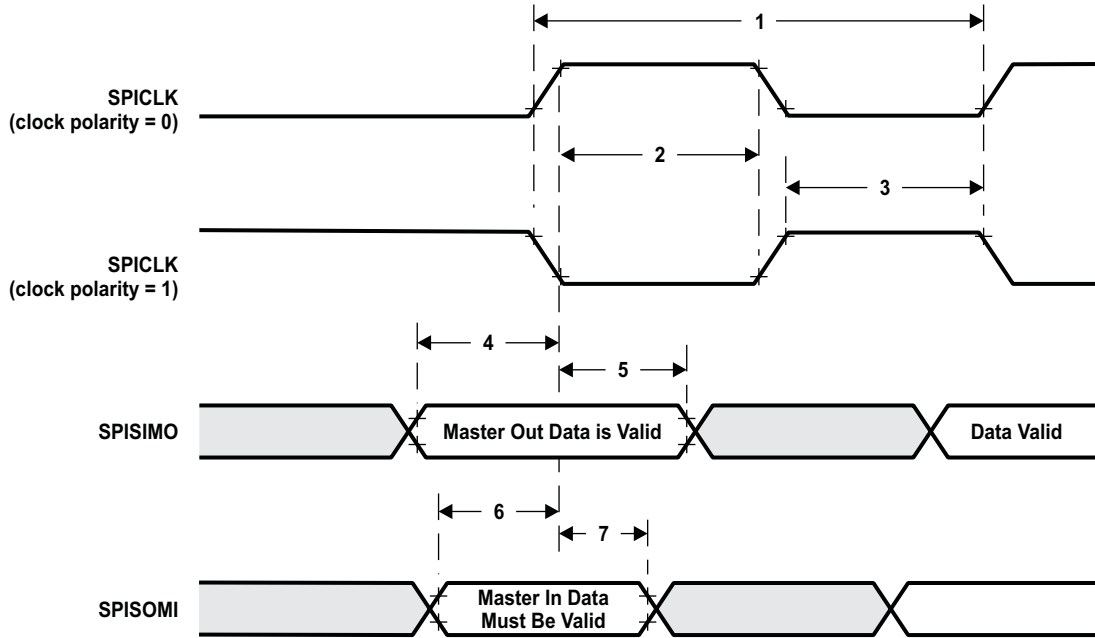 1
SPICLK
(clock polarity = 0)
2
3
SPICLK
(clock polarity = 1)
4
5
SPISIMO
Master Out Data is Valid
Data Valid
6
7
SPISOMI
Master In Data
Must Be Valid